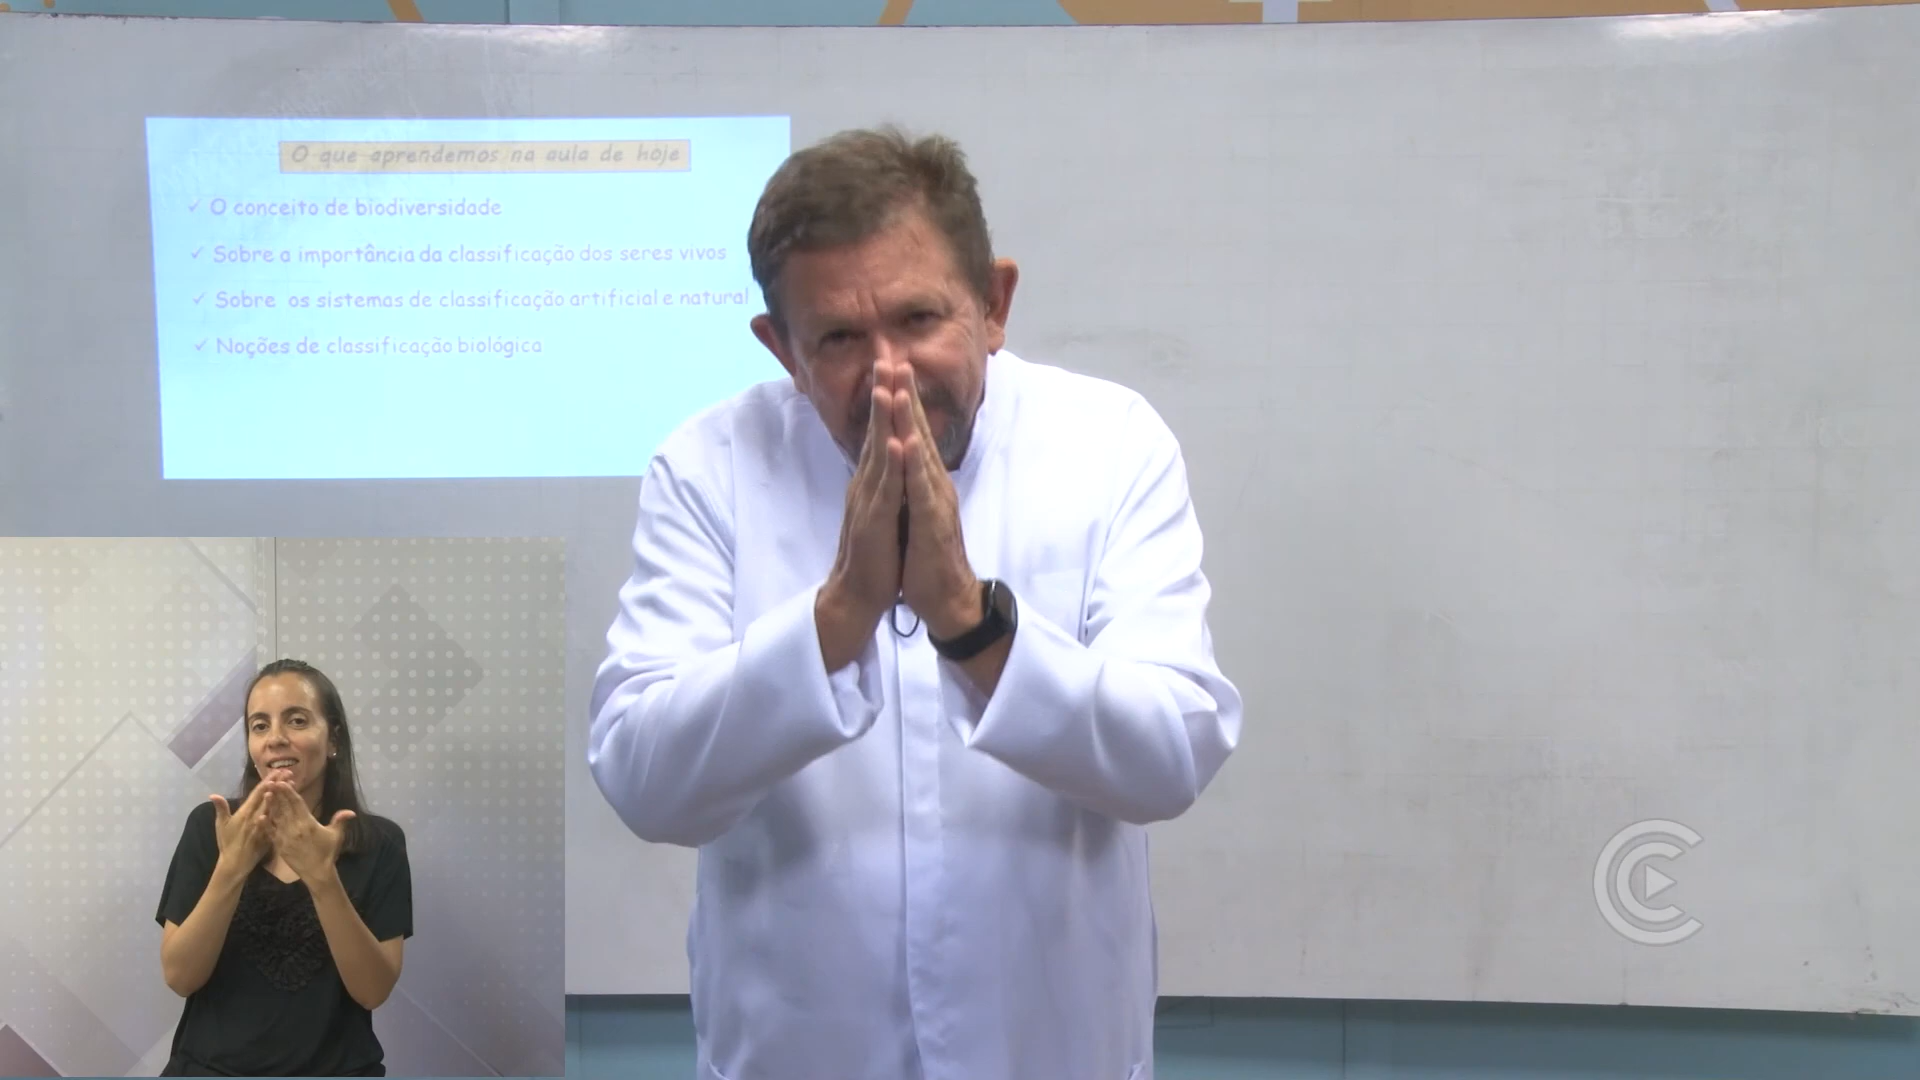 O que aprendemos na aula de hoje
✓ O conceito de biodiversidade
✓ Sobre a importância da classificação dos seres vivos
✓ Sobre os sistemas de classificação artificial e natural
✓ Noções de classificação biológica